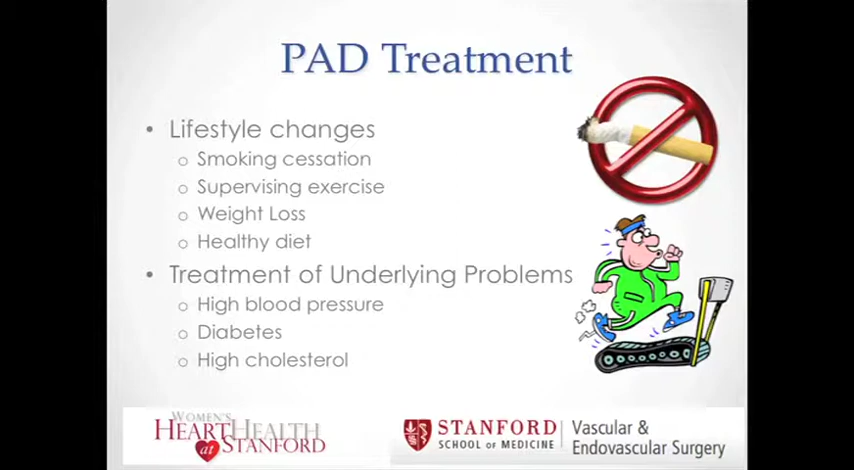 PAD Treatment
• Lifestyle changes
o Smoking cessation
o Supervising exercise
o Weight Loss
o Healthy diet
• Treatment of Underlying Problems
o High blood pressure
o Diabetes
o High cholesterol
WOMEN'S
HEART HEALTH
at STANFORD
STANFORD
SCHOOL OF MEDICINE
Vascular &
Endovascular Surgery